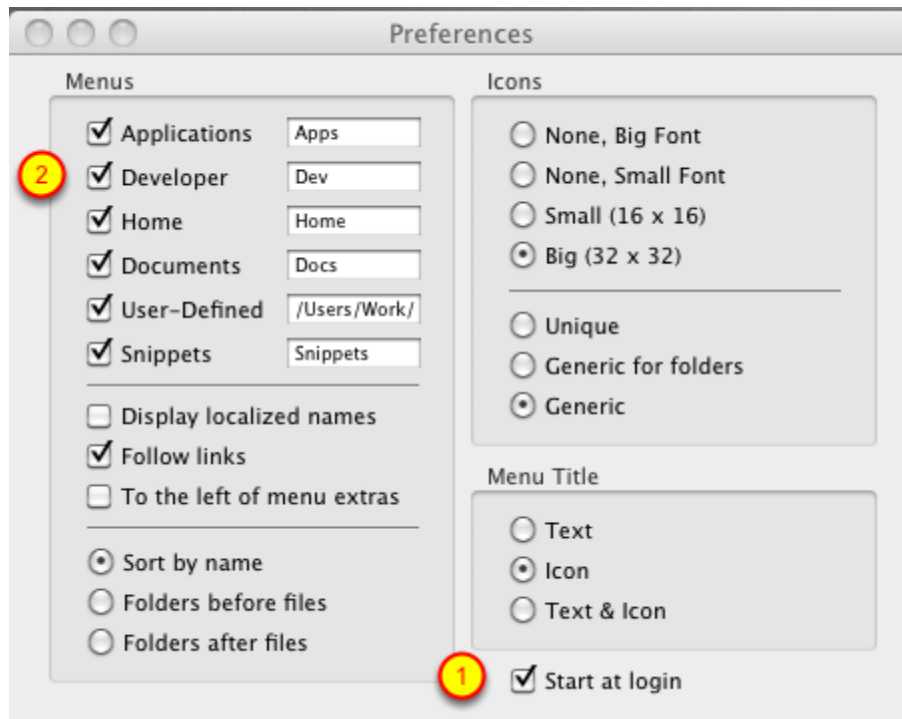 Preferences
Menus
Applications Apps
2 Developer Dev
Home Home
Documents Docs
User-Defined /Users/Work/
Snippets Snippets
Display localized names
Follow links
To the left of menu extras
Sort by name
Folders before files
Folders after files
Icons
None, Big Font
None, Small Font
Small (16 x 16)
Big (32 x 32)
Unique
Generic for folders
Generic
Menu Title
Text
Icon
Text & Icon
1 Start at login